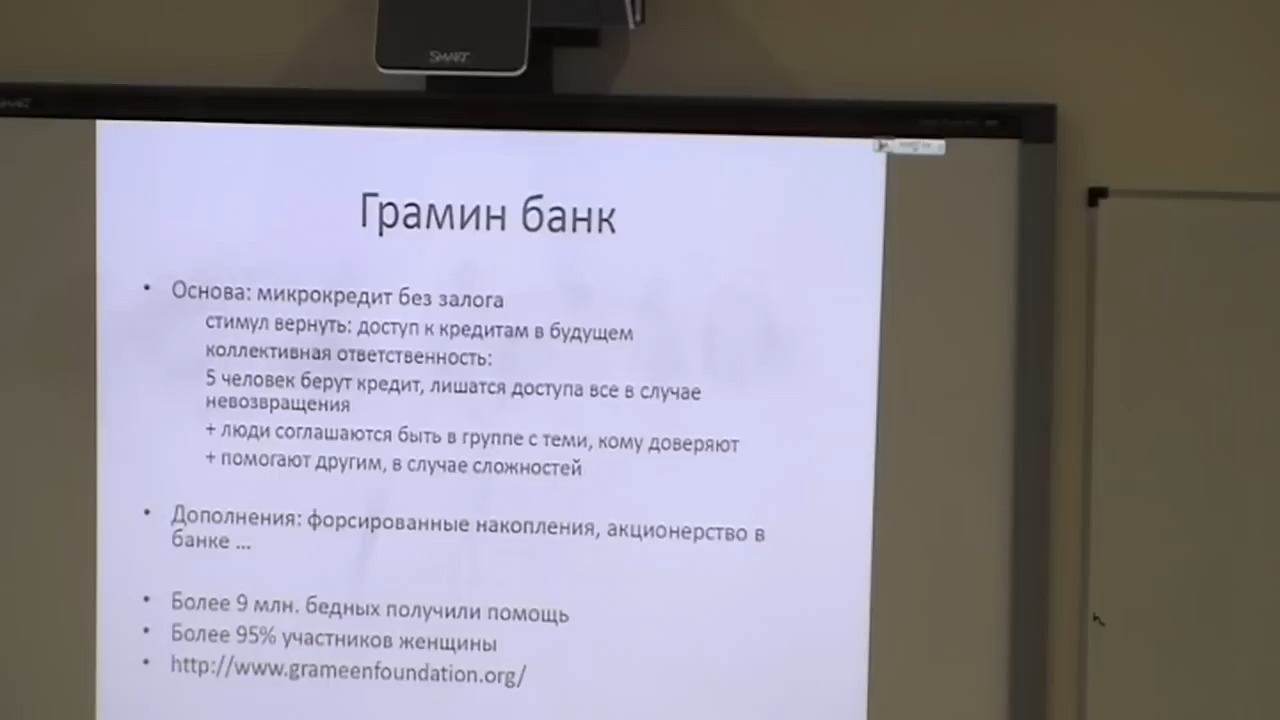 SMART
Грамин банк
• Основа: микрокредит без залога
стимул вернуть: доступ к кредитам в будущем
коллективная ответственность:
5 человек берут кредит, лишатся доступа все в случае
невозвращения
+ люди соглашаются быть в группе с теми, кому доверяют
+ помогают другим, в случае сложностей
• Дополнения: форсированные накопления, акционерство в
банке ...
• Более 9 млн. бедных получили помощь
• Более 95% участников женщины
• http://www.grameenfoundation.org/